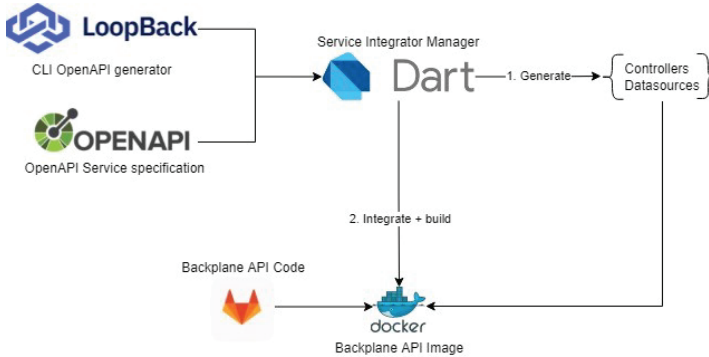 LoopBack
CLI OpenAPI generator
Service Integrator Manager
Dart
1. Generate
Controllers
Datasources
OPENAPI
OpenAPI Service specification
2. Integrate + build
Backplane API Code
docker
Backplane API Image